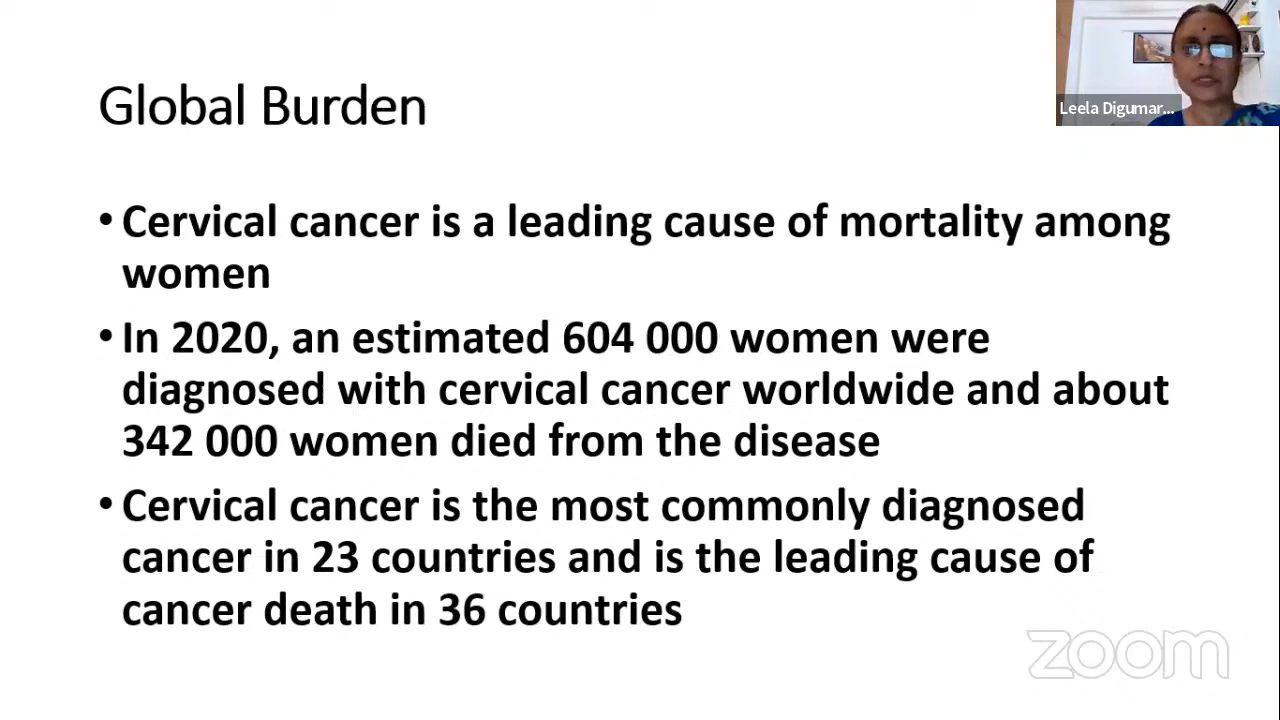 Global Burden
Leela Digumar...
• Cervical cancer is a leading cause of mortality among
women
• In 2020, an estimated 604 000 women were
diagnosed with cervical cancer worldwide and about
342 000 women died from the disease
• Cervical cancer is the most commonly diagnosed
cancer in 23 countries and is the leading cause of
cancer death in 36 countries
zoom